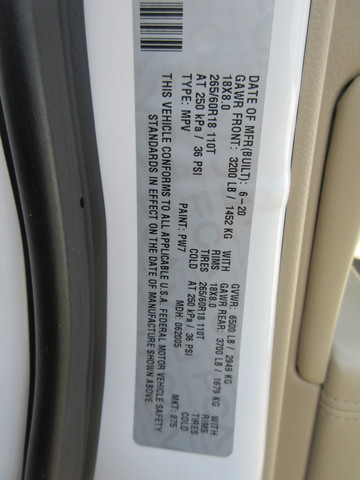 DATE OF MFR(BUILT): 6-20 GVWR: 6500 LB / 2949 KG
GAWR FRONT: 3200 LB / 1452 KG WITH GAWR REAR: 3700 LB / 1679 KG WITH
18X8.0 RIMS 18X8.0 RIMS
265/60R18 110T TIRES 265/60R18 110T TIRES
AT 250 kPa / 36 PSI COLD AT 250 kPa / 36 PSI COLD
TYPE: MPV PAINT: PW7 MDH: 062005 MKT: 875
THIS VEHICLE CONFORMS TO ALL APPLICABLE U.S.A. FEDERAL MOTOR VEHICLE SAFETY
STANDARDS IN EFFECT ON THE DATE OF MANUFACTURE SHOWN ABOVE.